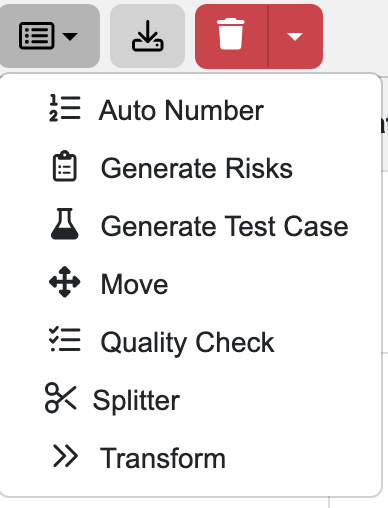 Auto Number
Generate Risks
Generate Test Case
Move
Quality Check
Splitter
Transform